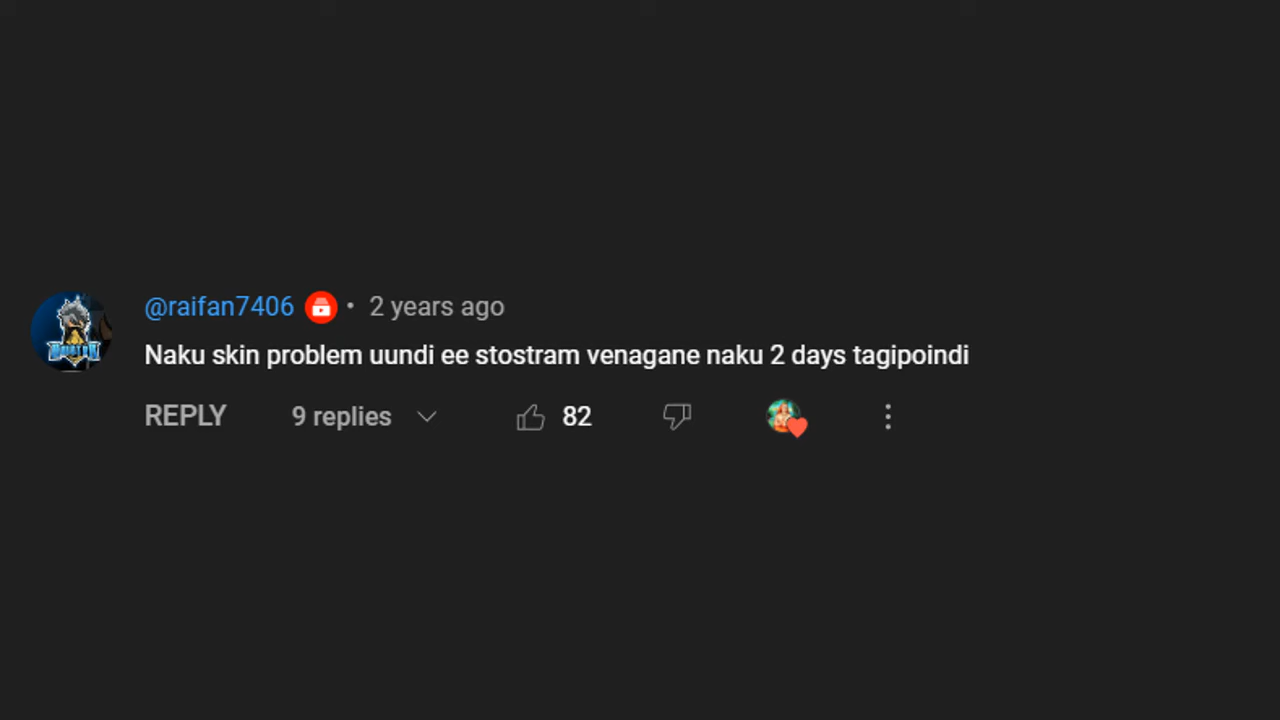 @raifan7406 • 2 years ago
Naku skin problem uundi ee stostram venagane naku 2 days tagipoindi
REPLY 9 replies 82